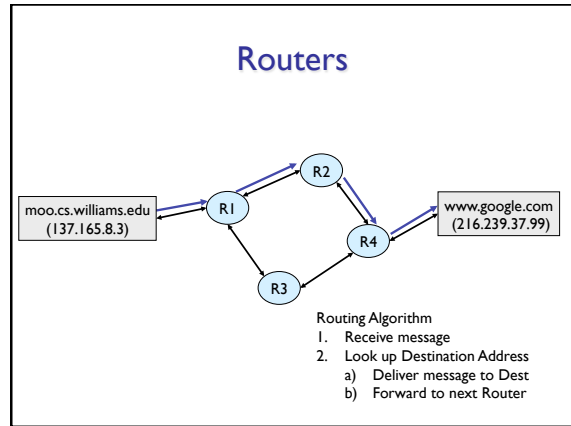 Routers
R2
moo.cs.williams.edu
(137.165.8.3)
R1
www.google.com
(216.239.37.99)
R4
R3
Routing Algorithm
1. Receive message
2. Look up Destination Address
a) Deliver message to Dest
b) Forward to next Router